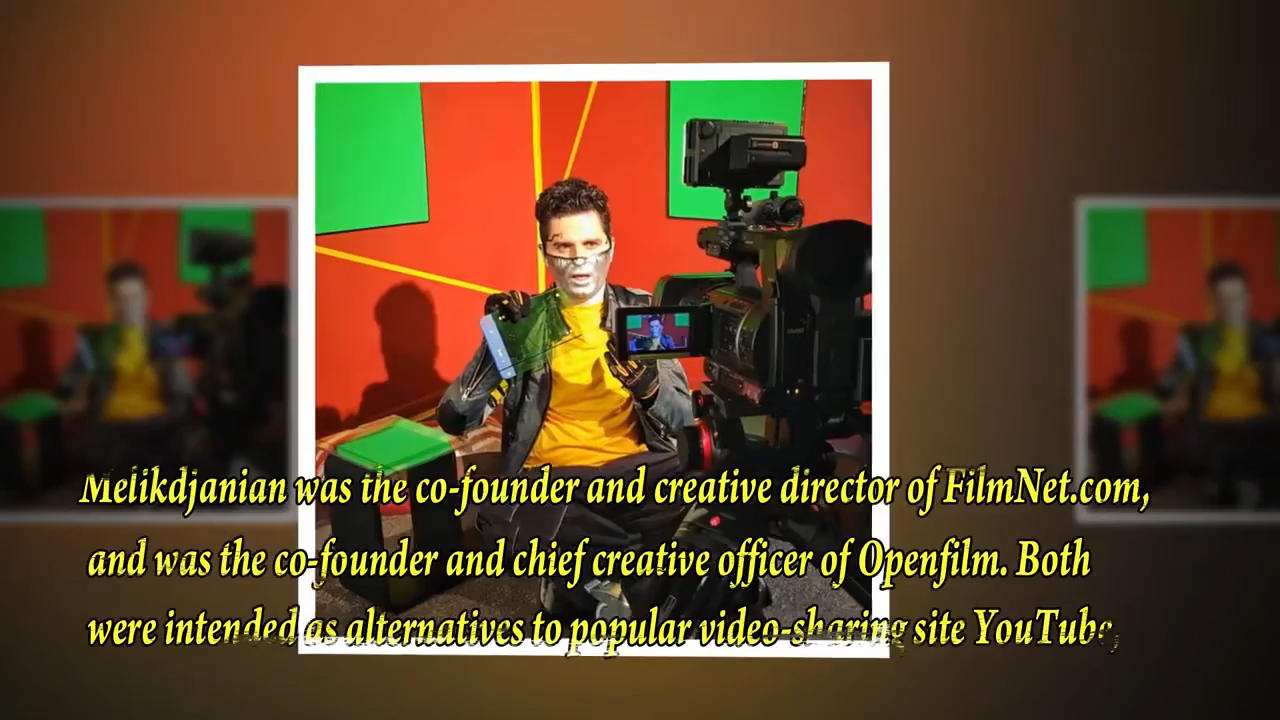 Melikdjanian was the co-founder and creative director of FilmNet.com,
and was the co-founder and chief creative officer of Openfilm. Both
were intended as alternatives to popular video-sharing site YouTube,